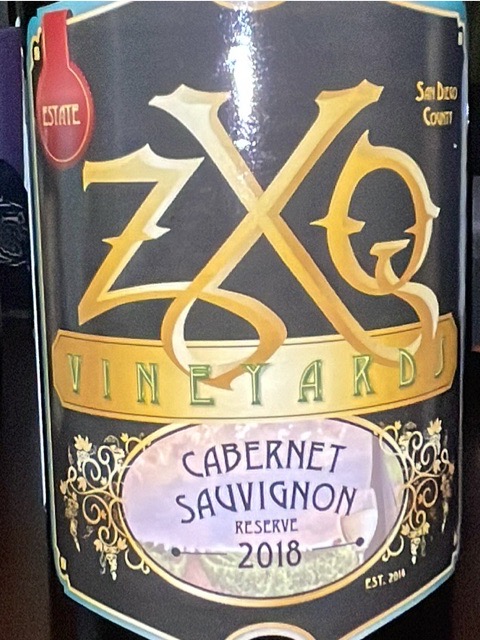 ESTATE
SAN DIEGO
COUNTY
ZXQ
VINEYARDS
CABERNET
SAUVIGNON
RESERVE
2018
EST. 2014